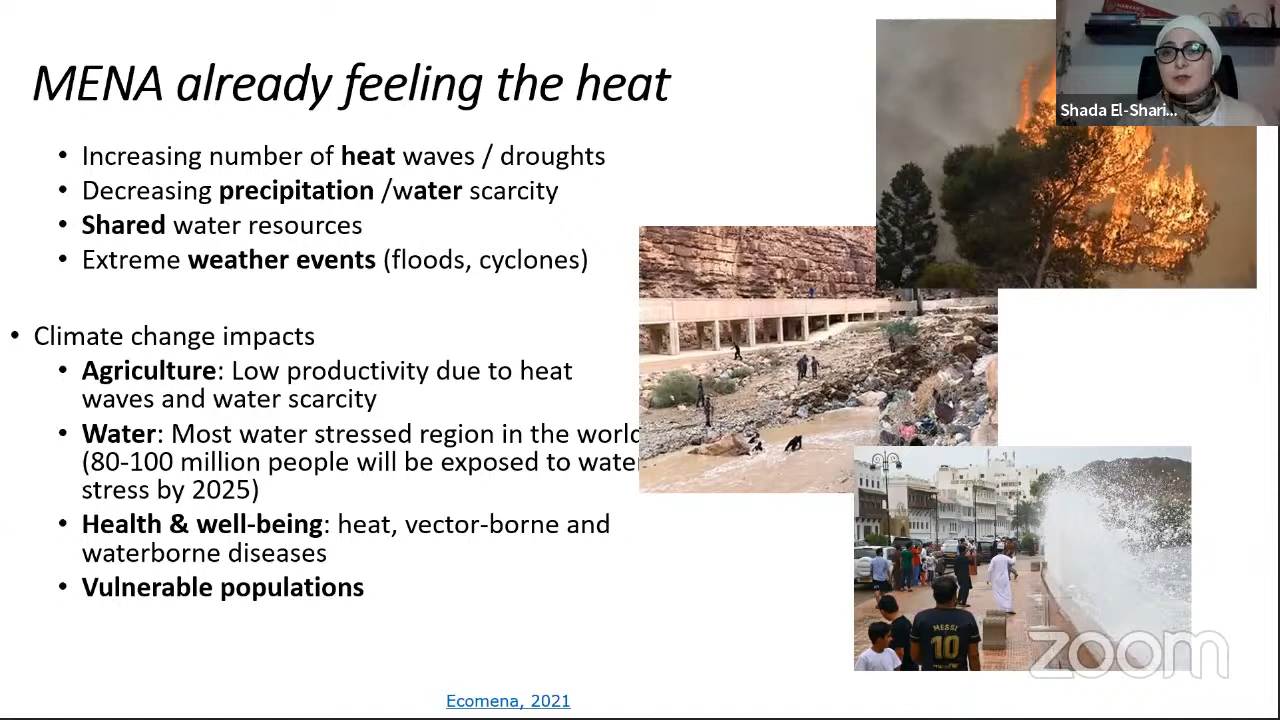 MENA already feeling the heat
• Increasing number of heat waves / droughts
• Decreasing precipitation /water scarcity
• Shared water resources
• Extreme weather events (floods, cyclones)
• Climate change impacts
• Agriculture: Low productivity due to heat
waves and water scarcity
• Water: Most water stressed region in the world
(80-100 million people will be exposed to wate
stress by 2025)
• Health & well-being: heat, vector-borne and
waterborne diseases
• Vulnerable populations
Ecomena, 2021
Shada El-Shari...
MESSI
10
zoom